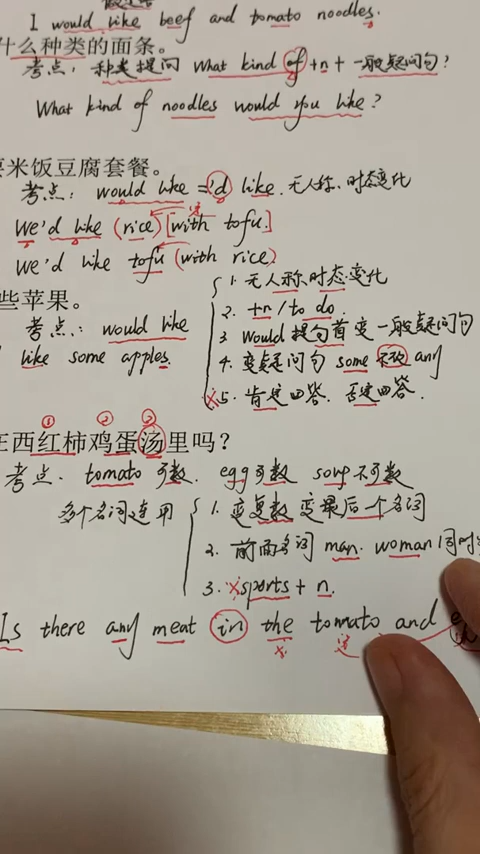 I would like beef and tomato noodles.
什么种类的面条。
考点：种类提问 what kind of +n + 一般疑问句?
What kind of noodles would you like?
米饭豆腐套餐。
考点：would like ='d like. 无人称、时态变化
We'd like (rice) [with tofu.]
We'd like tofu (with rice)
些苹果。
考点：would like
like some apples.
1. 无人称、时态变化
2. +n / to do
3 would 提句首变一般疑问句
4. 变疑问句 some 不改 any
×5. 肯定回答. 否定回答.
① ② ③
在西红柿鸡蛋汤里吗？
考点. tomato 可数. egg 可数 soup 不可数
多个名词连用
1. 变复数 变最后一个名词
2. 前面名词 man. woman 同时
3. ×sports + n.
Is there any meat in the tomato and